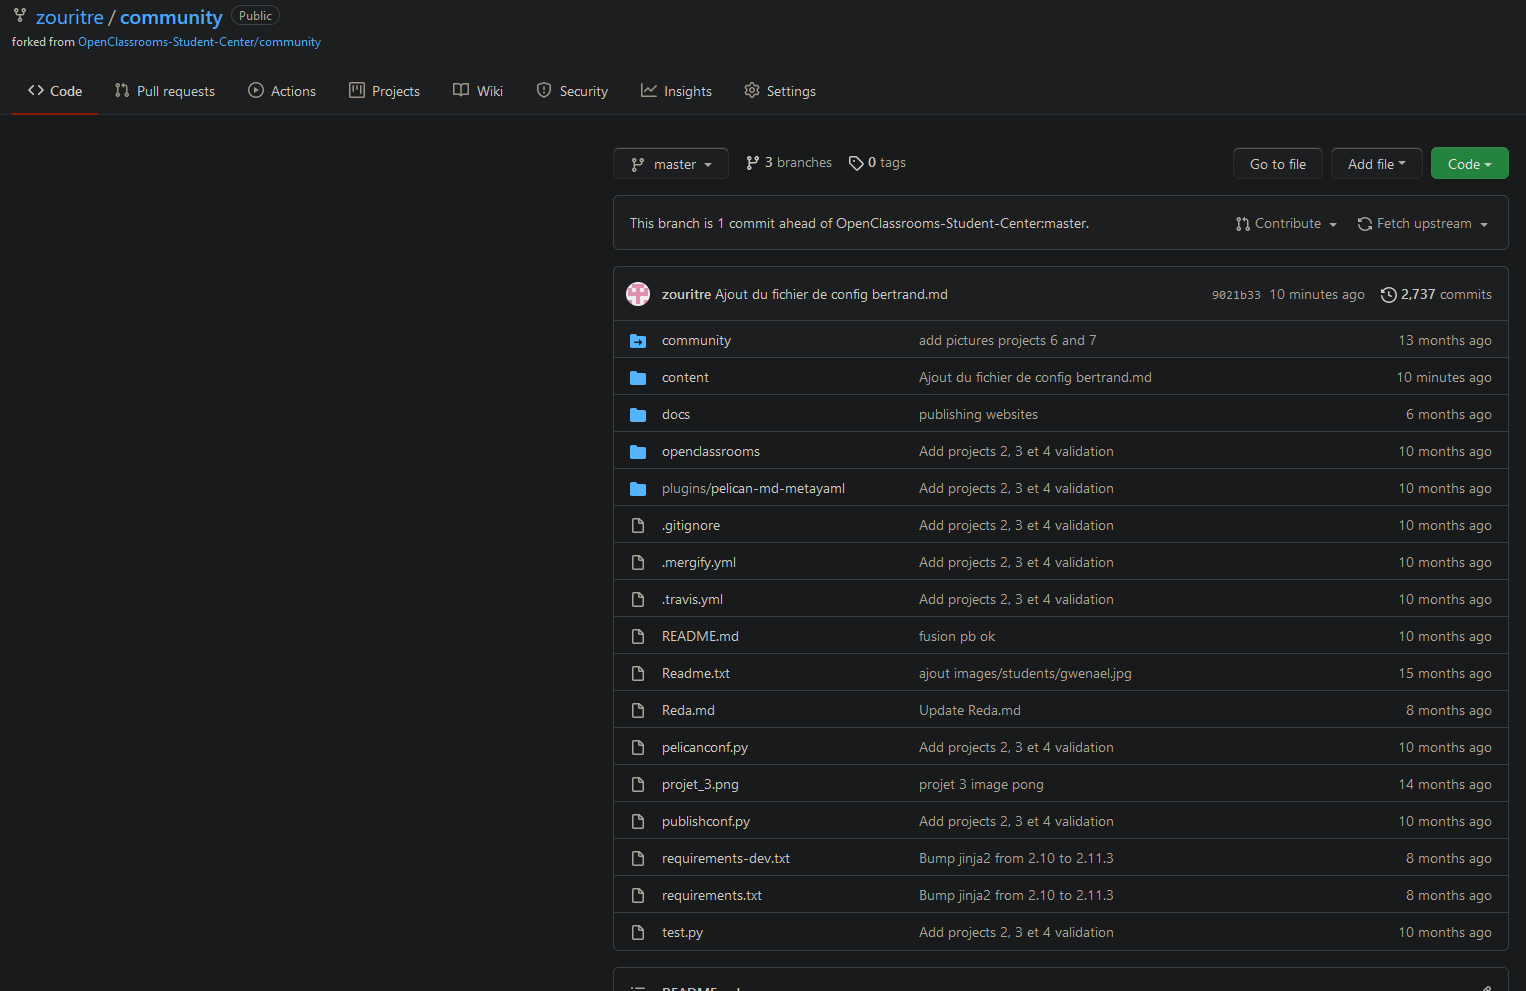 zouritre / community Public
forked from OpenClassrooms-Student-Center/community
Code Pull requests Actions Projects Wiki Security Insights Settings
master 3 branches 0 tags Go to file Add file Code
This branch is 1 commit ahead of OpenClassrooms-Student-Center:master. Contribute Fetch upstream
zouritre Ajout du fichier de config bertrand.md 9021b33 10 minutes ago 2,737 commits
community add pictures projects 6 and 7 13 months ago
content Ajout du fichier de config bertrand.md 10 minutes ago
docs publishing websites 6 months ago
openclassrooms Add projects 2, 3 et 4 validation 10 months ago
plugins/pelican-md-metayaml Add projects 2, 3 et 4 validation 10 months ago
.gitignore Add projects 2, 3 et 4 validation 10 months ago
.mergify.yml Add projects 2, 3 et 4 validation 10 months ago
.travis.yml Add projects 2, 3 et 4 validation 10 months ago
README.md fusion pb ok 10 months ago
Readme.txt ajout images/students/gwenael.jpg 15 months ago
Reda.md Update Reda.md 8 months ago
pelicanconf.py Add projects 2, 3 et 4 validation 10 months ago
projet_3.png projet 3 image pong 14 months ago
publishconf.py Add projects 2, 3 et 4 validation 10 months ago
requirements-dev.txt Bump jinja2 from 2.10 to 2.11.3 8 months ago
requirements.txt Bump jinja2 from 2.10 to 2.11.3 8 months ago
test.py Add projects 2, 3 et 4 validation 10 months ago